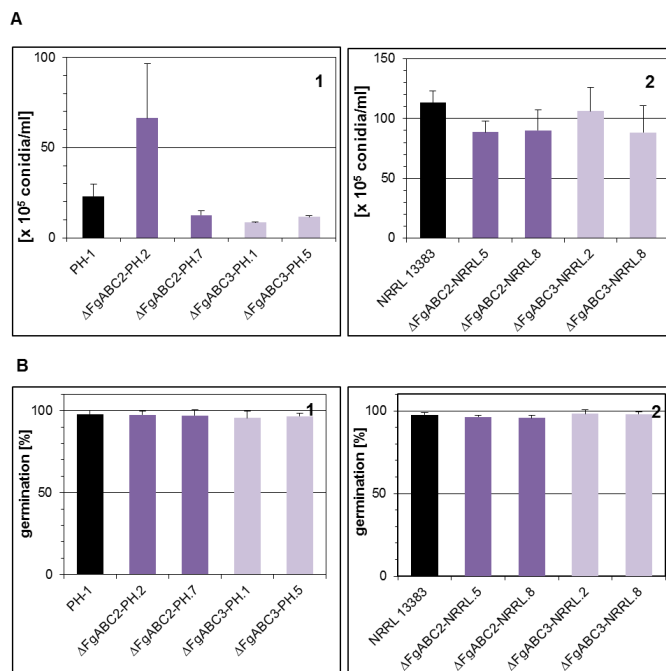 A
1
[x 10⁵ conidia/ml]
100
50
0
PH-1
ΔFgABC2-PH.2
ΔFgABC2-PH.7
ΔFgABC3-PH.1
ΔFgABC3-PH.5
2
[x 10⁵ conidia/ml]
150
100
50
0
NRRL 13383
ΔFgABC2-NRRL.5
ΔFgABC2-NRRL.8
ΔFgABC3-NRRL.2
ΔFgABC3-NRRL.8
B
1
germination [%]
100
50
0
PH-1
ΔFgABC2-PH.2
ΔFgABC2-PH.7
ΔFgABC3-PH.1
ΔFgABC3-PH.5
2
germination [%]
100
50
0
NRRL 13383
ΔFgABC2-NRRL.5
ΔFgABC2-NRRL.8
ΔFgABC3-NRRL.2
ΔFgABC3-NRRL.8